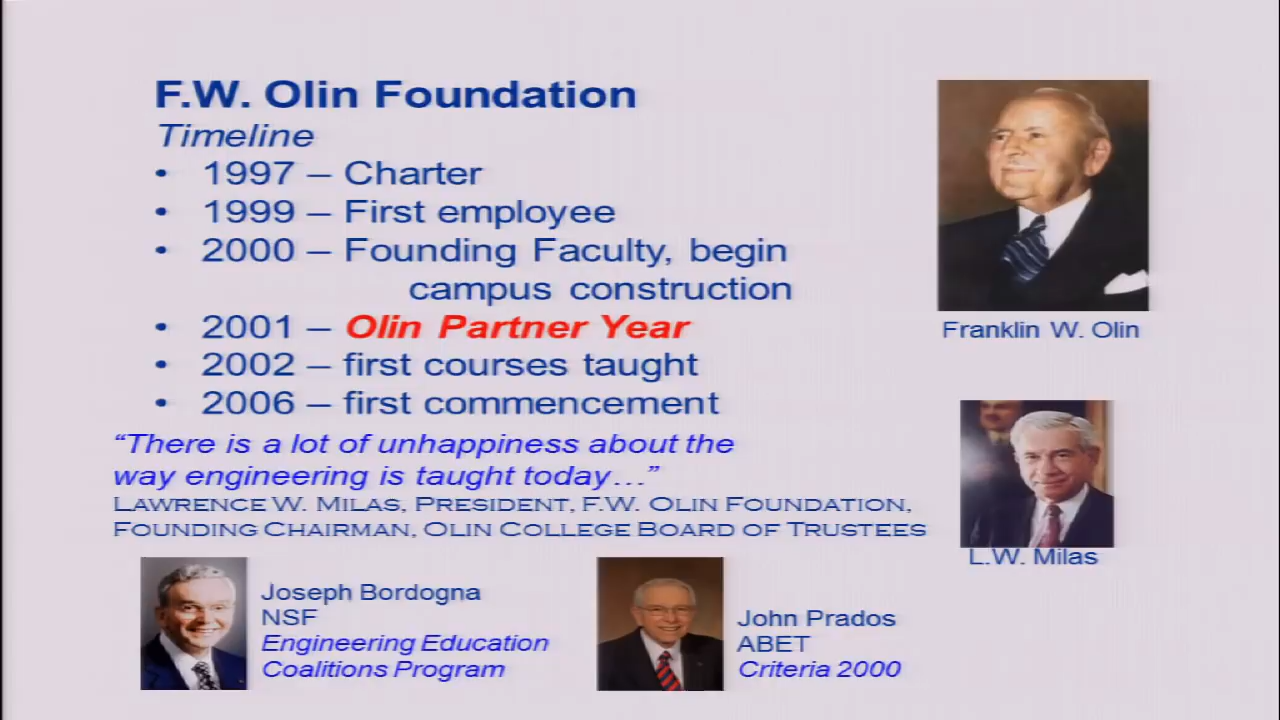 F.W. Olin Foundation
Timeline
• 1997 – Charter
• 1999 – First employee
• 2000 – Founding Faculty, begin
campus construction
• 2001 – Olin Partner Year
• 2002 – first courses taught
• 2006 – first commencement
“There is a lot of unhappiness about the
way engineering is taught today…”
LAWRENCE W. MILAS, PRESIDENT, F.W. OLIN FOUNDATION,
FOUNDING CHAIRMAN, OLIN COLLEGE BOARD OF TRUSTEES
Franklin W. Olin
L.W. Milas
Joseph Bordogna
NSF
Engineering Education
Coalitions Program
John Prados
ABET
Criteria 2000